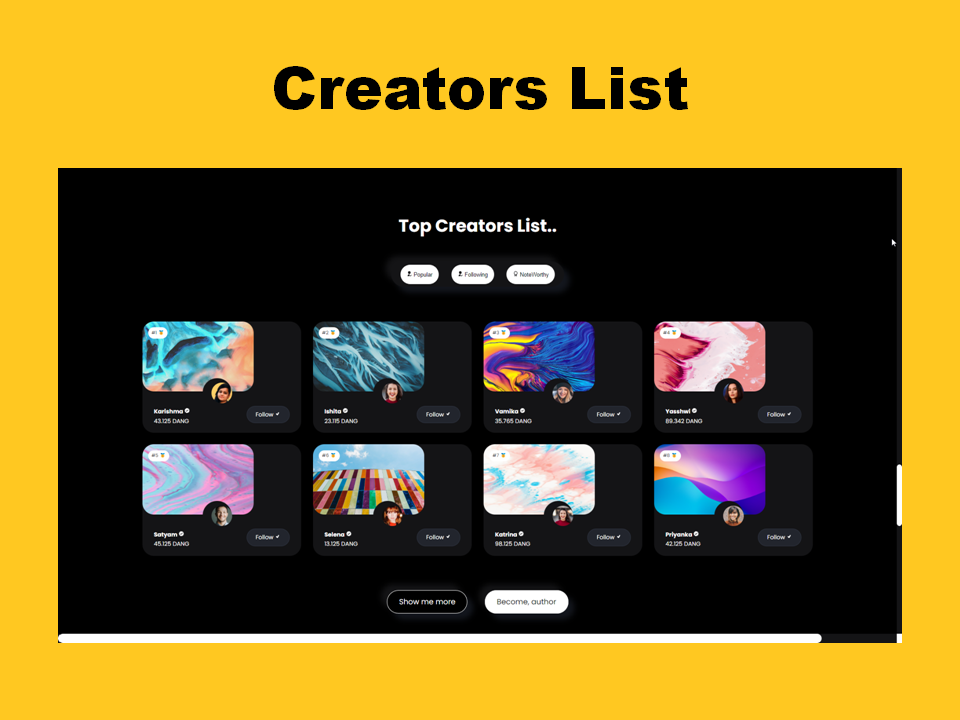 Creators List
Top Creators List..
Popular Following NoteWorthy
#1 #2 #3 #4
Karishma Ishita Vamika Yasshwi
43.125 DANG 23.115 DANG 35.765 DANG 89.342 DANG
Follow Follow Follow Follow
#5 #6 #7 #8
Satyam Selena Katrina Priyanka
45.125 DANG 13.125 DANG 98.125 DANG 42.125 DANG
Follow Follow Follow Follow
Show me more Become, author